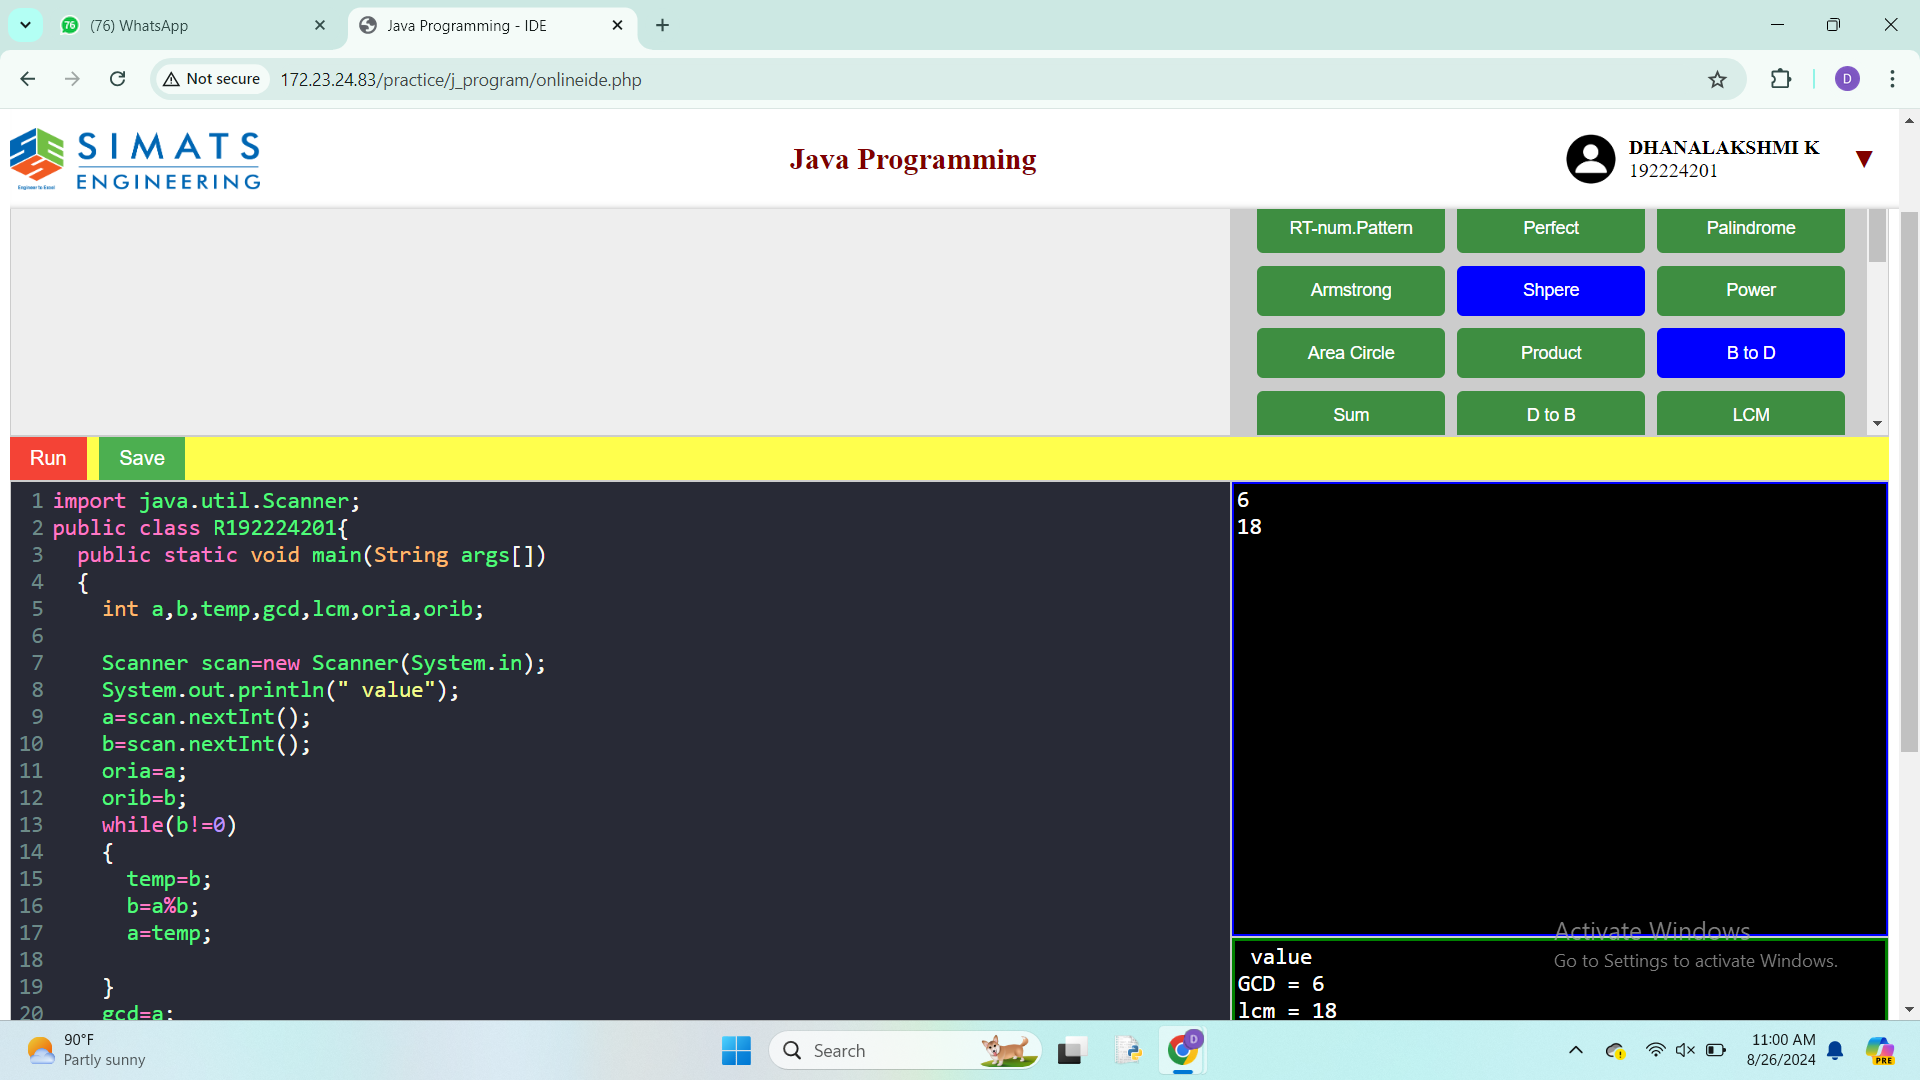 (76) WhatsApp
Java Programming - IDE
Not secure
172.23.24.83/practice/j_program/onlineide.php
D
SIMATS
ENGINEERING
Engineer to Excel
Java Programming
DHANALAKSHMI K
192224201
RT-num.Pattern
Perfect
Palindrome
Armstrong
Shpere
Power
Area Circle
Product
B to D
Sum
D to B
LCM
Run
Save
1 import java.util.Scanner;
2 public class R192224201{
3 public static void main(String args[])
4 {
5 int a,b,temp,gcd,lcm,oria,orib;
6
7 Scanner scan=new Scanner(System.in);
8 System.out.println(" value");
9 a=scan.nextInt();
10 b=scan.nextInt();
11 oria=a;
12 orib=b;
13 while(b!=0)
14 {
15 temp=b;
16 b=a%b;
17 a=temp;
18
19 }
20 gcd=a;
6
18
value
GCD = 6
lcm = 18
Activate Windows
Go to Settings to activate Windows.
90°F
Partly sunny
Search
D
11:00 AM
8/26/2024
PRE